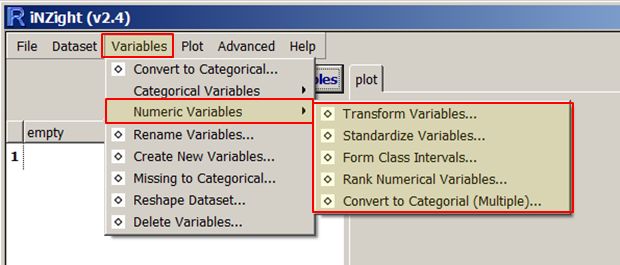 iNZight (v2.4)
File Dataset Variables Plot Advanced Help
Convert to Categorical...
bles plot
Categorical Variables
Numeric Variables
Transform Variables...
empty
Rename Variables...
Standardize Variables...
1
Create New Variables...
Form Class Intervals...
Missing to Categorical...
Rank Numerical Variables...
Reshape Dataset...
Convert to Categorial (Multiple)...
Delete Variables...